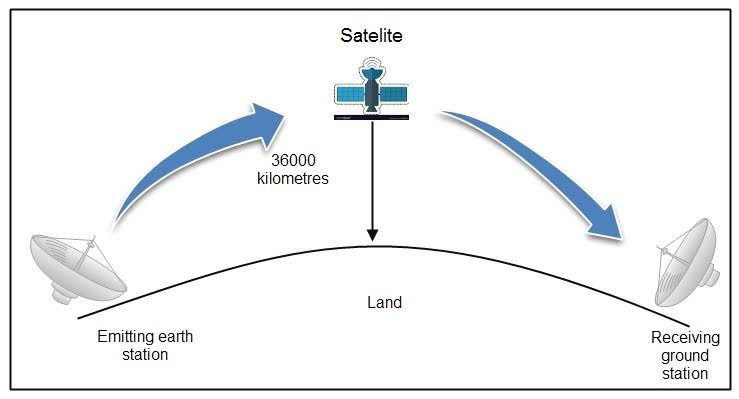 Satelite
36000
kilometres
Land
Emitting earth
station
Receiving
ground
station